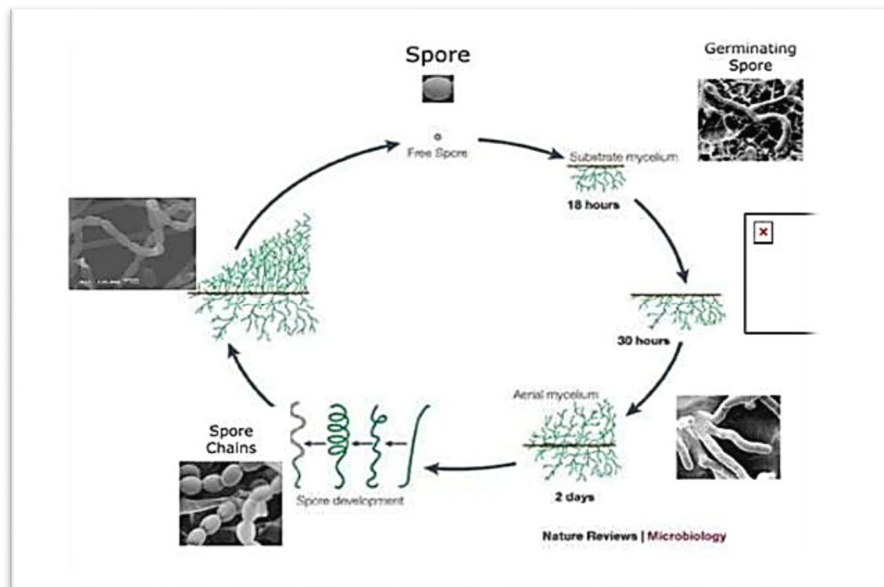 Spore
Germinating
Spore
Free Spore
Substrate mycelium
18 hours
30 hours
Aerial mycelium
2 days
Spore development
Spore
Chains
Nature Reviews | Microbiology